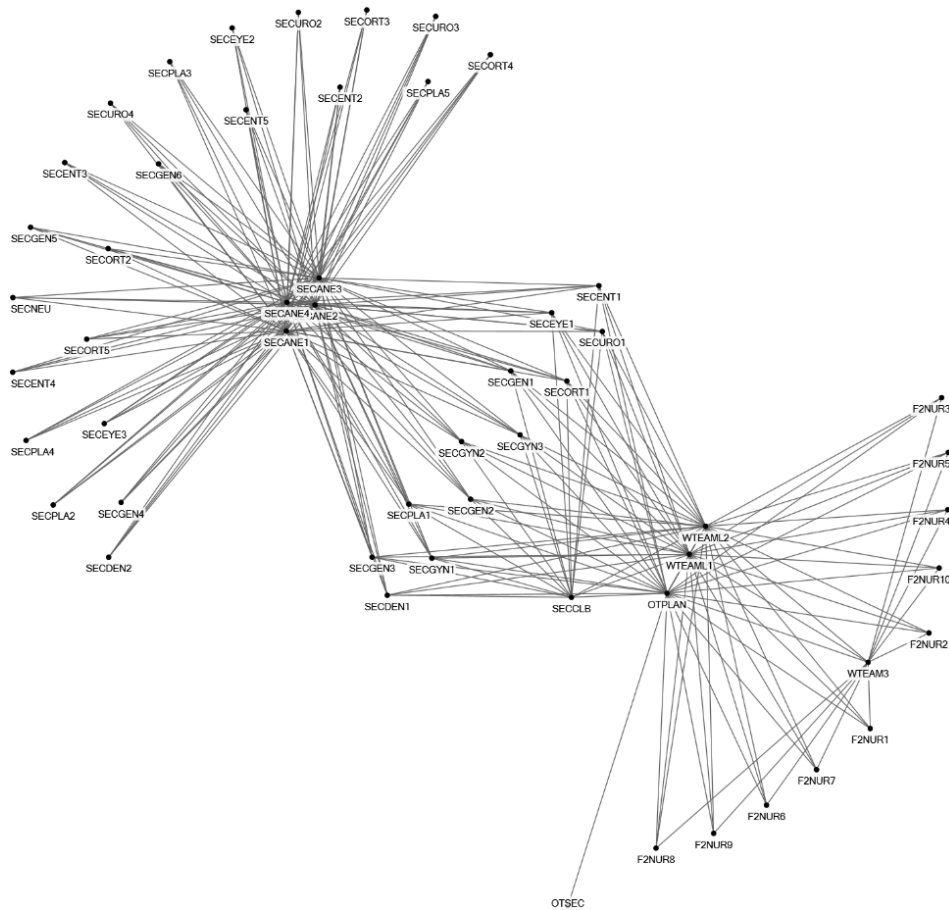 SECORT3
SECURO2
SECURO3
SECEYE2
SECORT4
SECPLA3
SECPLA5
SECENT2
SECURO4
SECENT5
SECENT3
SECGEN6
SECGEN5
SECORT2
SECANE3
SECENT1
SECNEU
SECANE4
ANE2
SECEYE1
SECURO1
SECANE1
SECORT5
SECENT4
SECGEN1
SECORT1
F2NUR3
SECEYE3
SECGYN3
SECPLA4
SECGYN2
F2NUR5
SECPLA2
SECGEN4
SECPLA1
SECGEN2
F2NUR4
WTEAML2
SECDEN2
SECGEN3
SECGYN1
WTEAML1
F2NUR10
SECDEN1
SECCLB
OTPLAN
F2NUR2
WTEAM3
F2NUR1
F2NUR7
F2NUR6
F2NUR9
F2NUR8
OTSEC